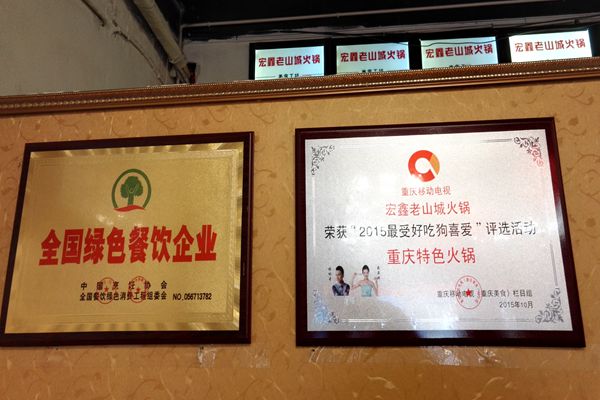 宏鑫老山城火锅
宏鑫老山城火锅
宏鑫老山城火锅
宏鑫老山城火锅
全国绿色餐饮企业
中国烹饪协会
全国餐饮绿色消费工程组委会 NO.056713782
重庆移动电视
宏鑫老山城火锅
荣获“2015最受好吃狗喜爱”评选活动
重庆特色火锅
重庆移动电视《重庆美食》栏目组
2015年10月